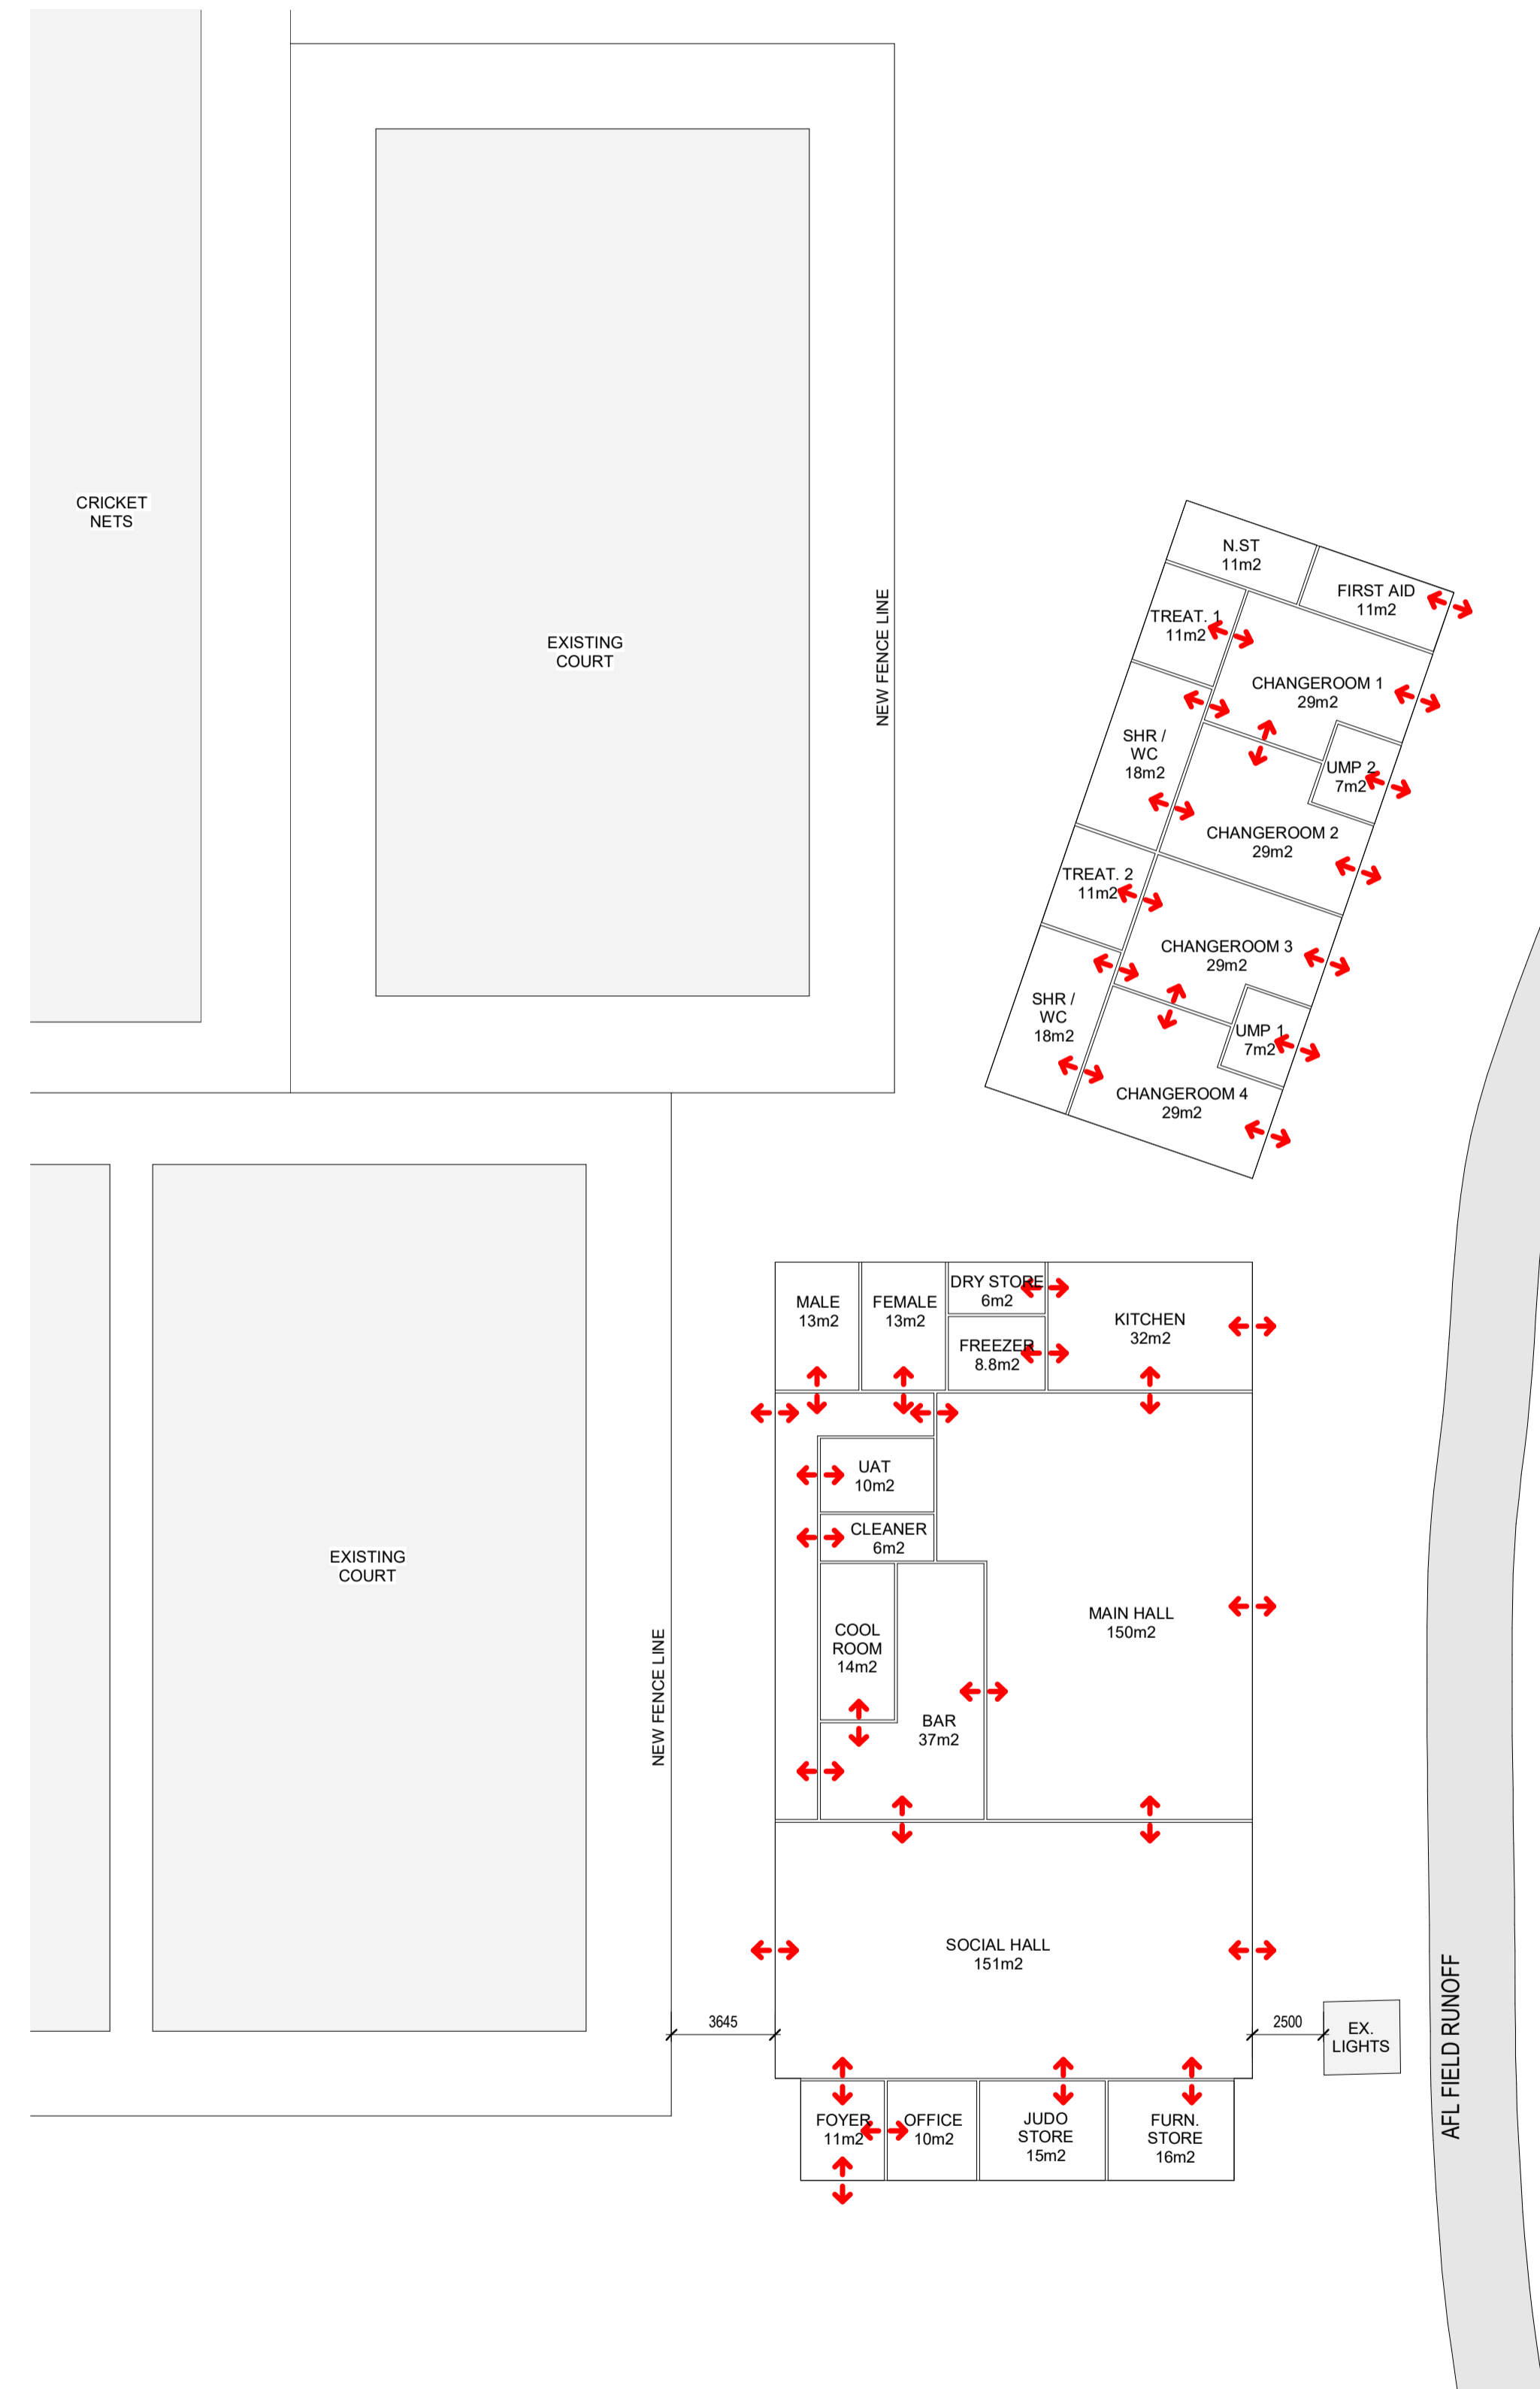 CRICKET
NETS
EXISTING
COURT
NEW FENCE LINE
N.ST
11m2
FIRST AID
11m2
TREAT. 1
11m2
CHANGEROOM 1
29m2
SHR /
WC
18m2
UMP 2
7m2
CHANGEROOM 2
29m2
TREAT. 2
11m2
CHANGEROOM 3
29m2
SHR /
WC
18m2
UMP 1
7m2
CHANGEROOM 4
29m2
MALE
13m2
FEMALE
13m2
DRY STORE
6m2
FREEZER
8.8m2
KITCHEN
32m2
UAT
10m2
CLEANER
6m2
EXISTING
COURT
NEW FENCE LINE
COOL
ROOM
14m2
BAR
37m2
MAIN HALL
150m2
SOCIAL HALL
151m2
3645
2500
EX.
LIGHTS
AFL FIELD RUNOFF
FOYER
11m2
OFFICE
10m2
JUDO
STORE
15m2
FURN.
STORE
16m2